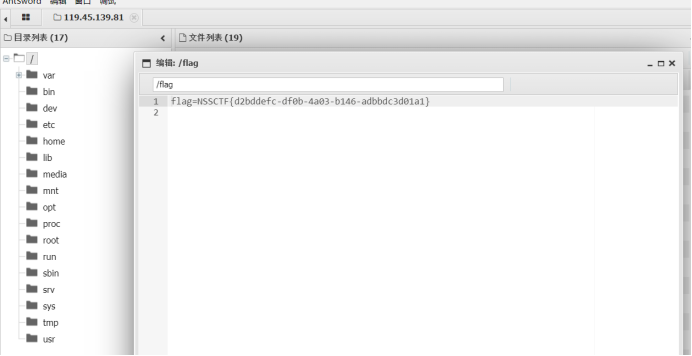 AntSword 编辑 窗口 调试
119.45.139.81
目录列表 (17)
文件列表 (19)
/
var
bin
dev
etc
home
lib
media
mnt
opt
proc
root
run
sbin
srv
sys
tmp
usr
编辑: /flag
/flag
1 flag=NSSCTF{d2bddefc-df0b-4a03-b146-adbbdc3d01a1}
2